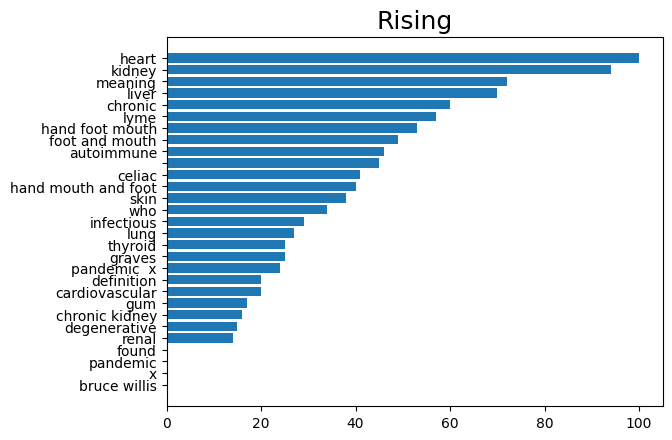 Rising
heart
kidney
meaning
liver
chronic
lyme
hand foot mouth
foot and mouth
autoimmune
celiac
hand mouth and foot
skin
who
infectious
lung
thyroid
graves
pandemic  x
definition
cardiovascular
gum
chronic kidney
degenerative
renal
found
pandemic
x
bruce willis
0 20 40 60 80 100